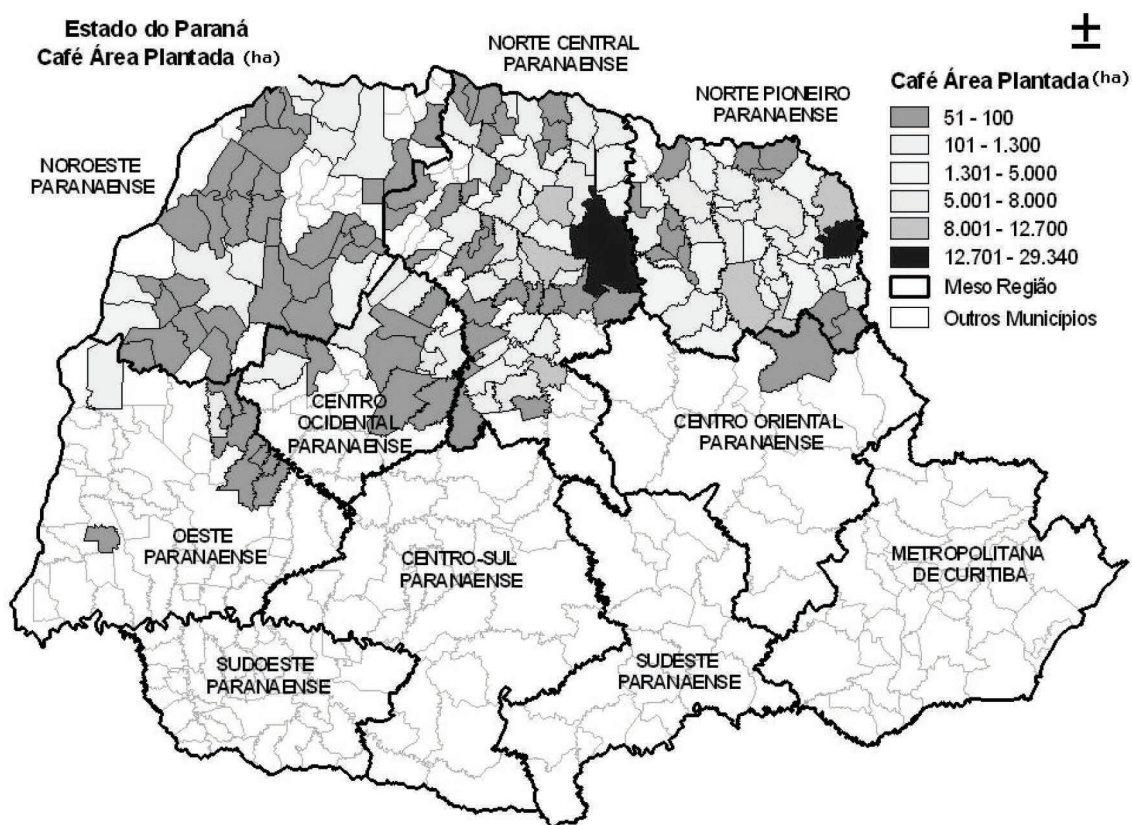 Estado do Paraná
Café Área Plantada (ha)
NORTE CENTRAL
PARANAENSE
±
NORTE PIONEIRO
PARANAENSE
Café Área Plantada (ha)
51 - 100
101 - 1.300
1.301 - 5.000
5.001 - 8.000
8.001 - 12.700
12.701 - 29.340
Meso Região
Outros Municípios
NOROESTE
PARANAENSE
CENTRO
OCIDENTAL
PARANAENSE
CENTRO ORIENTAL
PARANAENSE
OESTE
PARANAENSE
CENTRO-SUL
PARANAENSE
METROPOLITANA
DE CURITIBA
SUDOESTE
PARANAENSE
SUDESTE
PARANAENSE